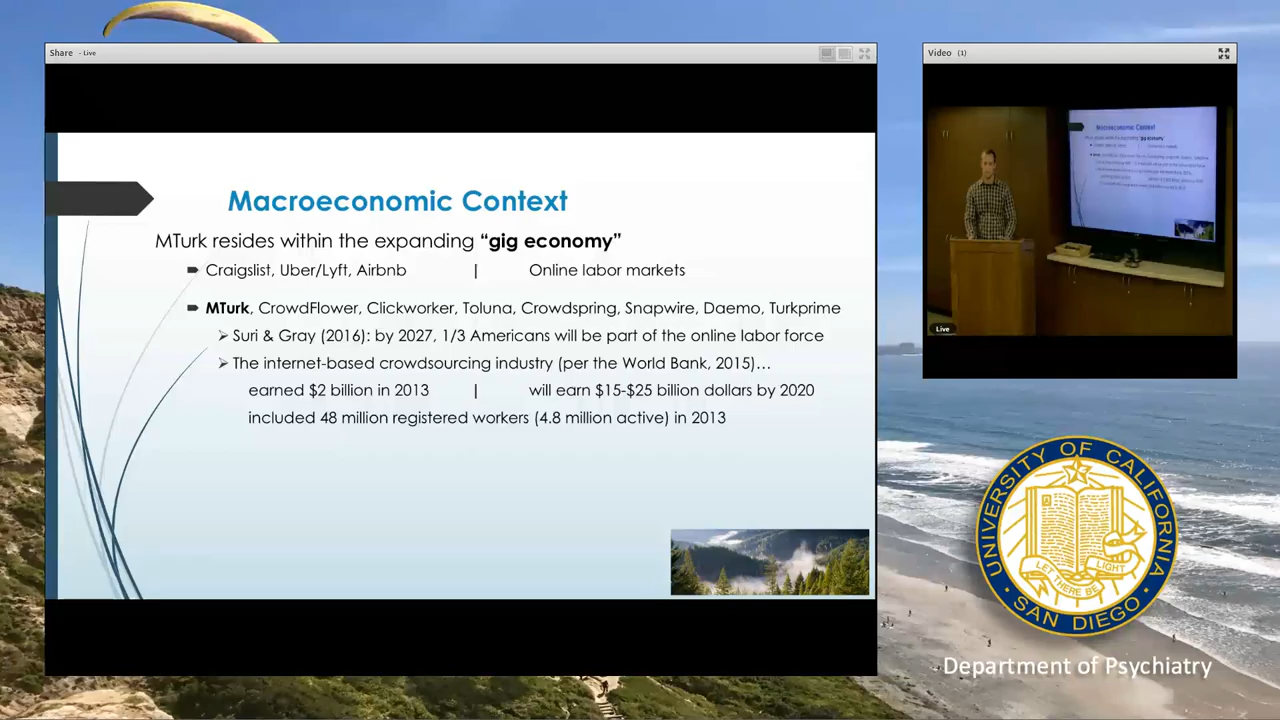 Share - Live
Video (1)
Macroeconomic Context
MTurk resides within the expanding “gig economy”
Craigslist, Uber/Lyft, Airbnb | Online labor markets
MTurk, CrowdFlower, Clickworker, Toluna, Crowdspring, Snapwire, Daemo, Turkprime
Suri & Gray (2016): by 2027, 1/3 Americans will be part of the online labor force
The internet-based crowdsourcing industry (per the World Bank, 2015)…
earned $2 billion in 2013 | will earn $15-$25 billion dollars by 2020
included 48 million registered workers (4.8 million active) in 2013
Macroeconomic Context
"gig economy"
Live
UNIVERSITY OF CALIFORNIA
LET THERE BE LIGHT
SAN DIEGO
Department of Psychiatry